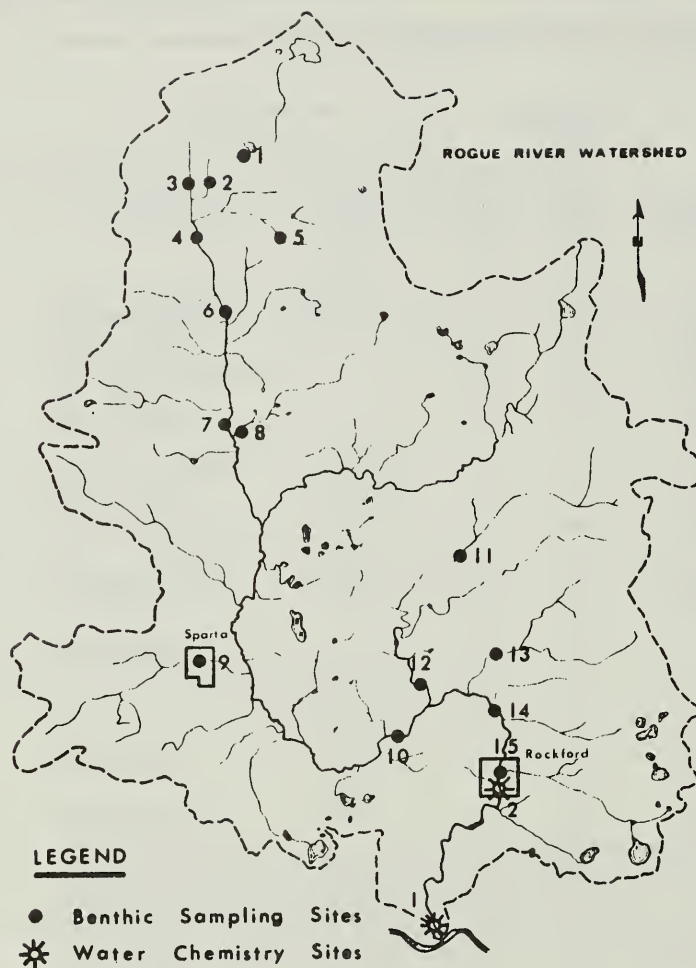 1
ROGUE RIVER WATERSHED
3
2
N
4
5
6
7
8
11
Sparta
9
12
13
14
10
15
Rockford
2
1
LEGEND
Benthic Sampling Sites
Water Chemistry Sites